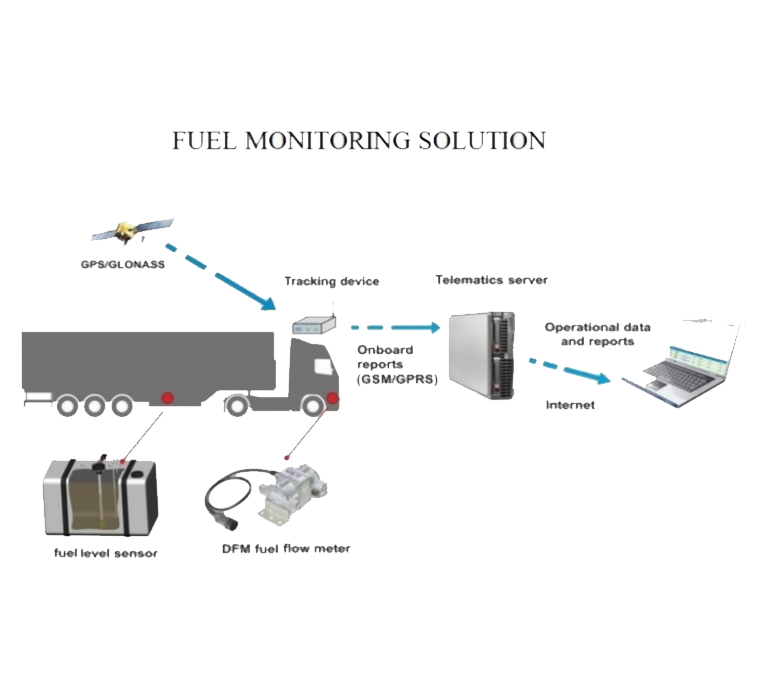 FUEL MONITORING SOLUTION
GPS/GLONASS
Tracking device
Telematics server
Operational data
and reports
Onboard
reports
(GSM/GPRS)
Internet
fuel level sensor
DFM fuel flow meter